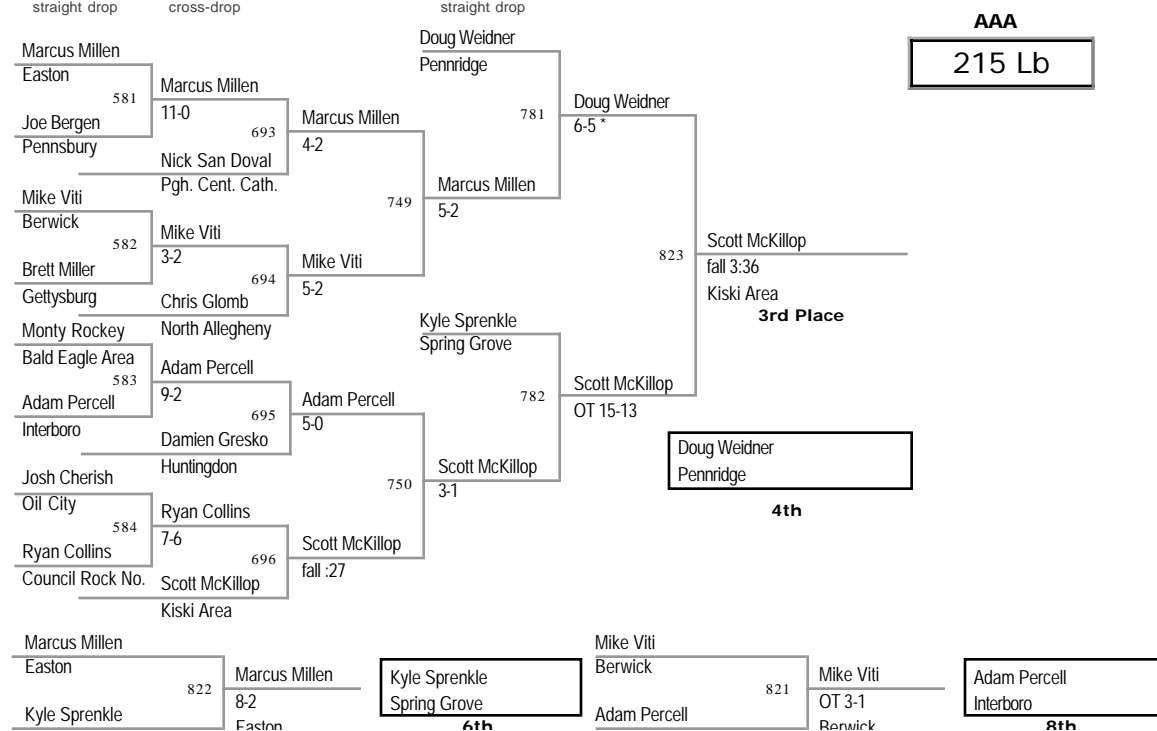 straight drop
cross-drop
straight drop
AAA
215 Lb
Marcus Millen
Easton
581
Joe Bergen
Pennsbury
Marcus Millen
11-0
693
Nick San Doval
Pgh. Cent. Cath.
Mike Viti
Berwick
582
Brett Miller
Gettysburg
Mike Viti
3-2
694
Chris Glomb
North Allegheny
Marcus Millen
4-2
749
Mike Viti
5-2
Monty Rockey
Bald Eagle Area
583
Adam Percell
Interboro
Adam Percell
9-2
695
Damien Gresko
Huntingdon
Josh Cherish
Oil City
584
Ryan Collins
Council Rock No.
Ryan Collins
7-6
696
Scott McKillop
Kiski Area
Adam Percell
5-0
750
Scott McKillop
fall :27
Doug Weidner
Pennridge
781
Marcus Millen
5-2
Doug Weidner
6-5 *
Kyle Sprenkle
Spring Grove
782
Scott McKillop
3-1
Scott McKillop
OT 15-13
823
Scott McKillop
fall 3:36
Kiski Area
3rd Place
Doug Weidner
Pennridge
4th
Marcus Millen
Easton
822
Kyle Sprenkle
Marcus Millen
8-2
Easton
Kyle Sprenkle
Spring Grove
6th
Mike Viti
Berwick
821
Adam Percell
Mike Viti
OT 3-1
Berwick
Adam Percell
Interboro
8th